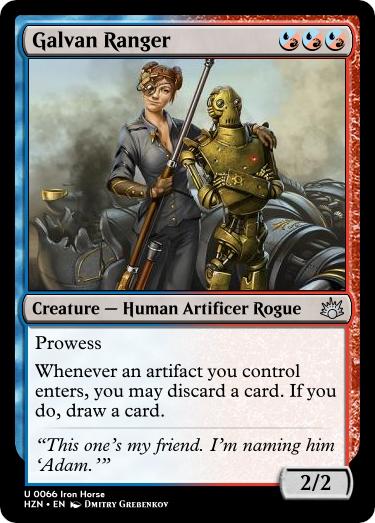 Galvan Ranger
Creature — Human Artificer Rogue
Prowess
Whenever an artifact you control
enters, you may discard a card. If you
do, draw a card.
“This one's my friend. I'm naming him
‘Adam.’”
2/2
U 0066 Iron Horse
HZN • EN Dmitry Grebenkov